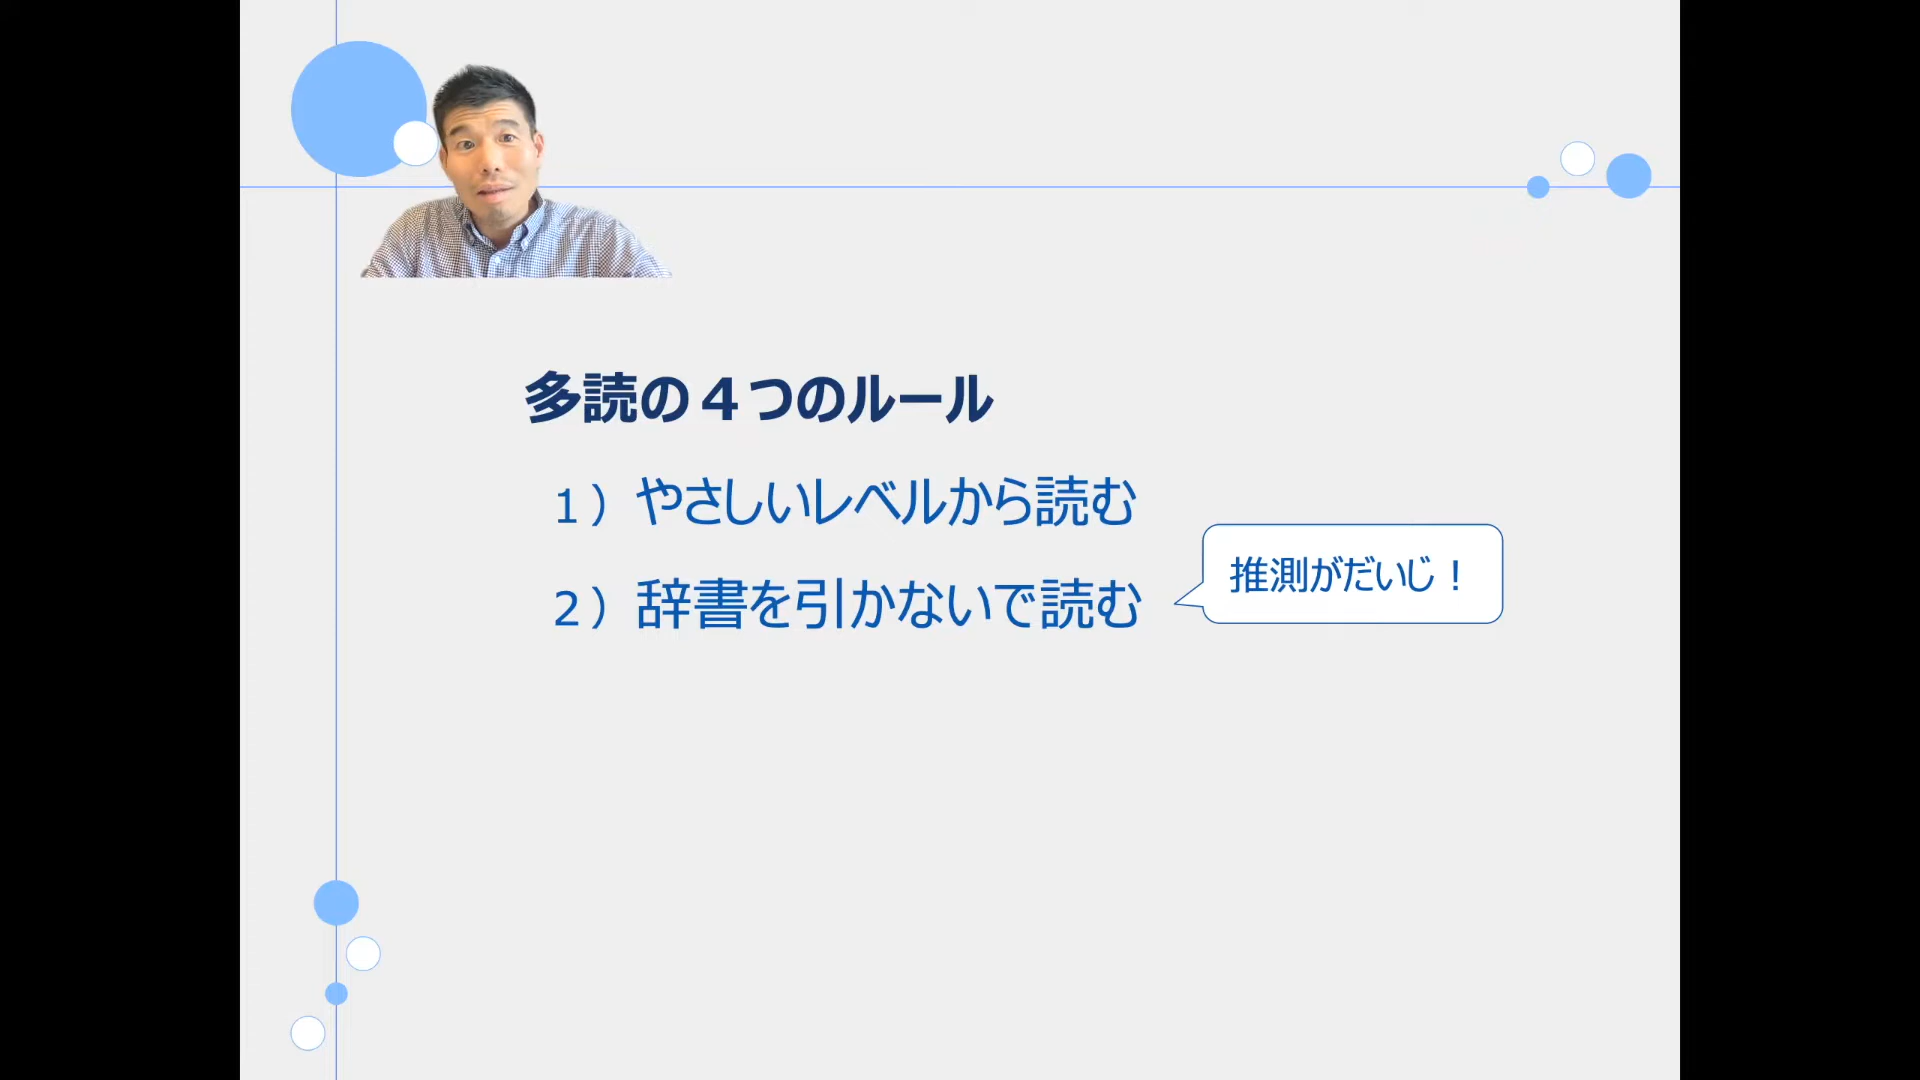 多読の４つのルール
１）やさしいレベルから読む
２）辞書を引かないで読む
推測がだいじ！